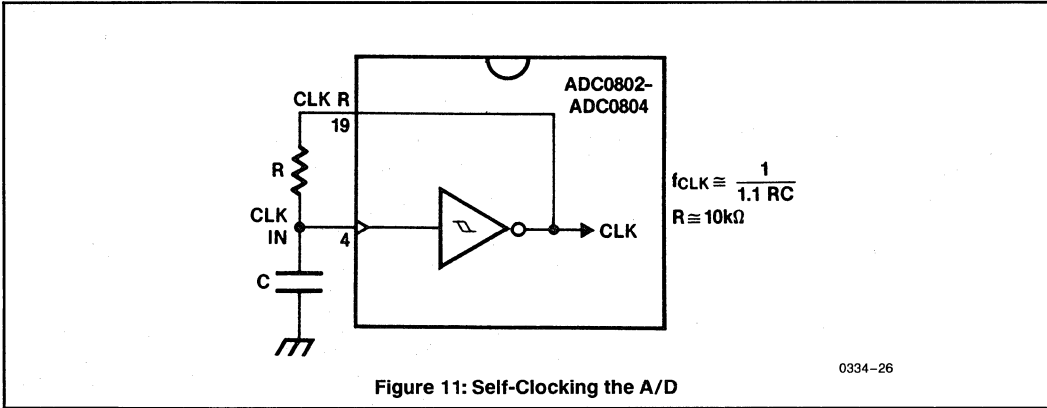 ADC0802–
ADC0804
CLK R
19
R
CLK
IN
4
C
CLK
fCLK ≅ 1
1.1 RC
R ≅ 10kΩ
0334–26
Figure 11: Self-Clocking the A/D